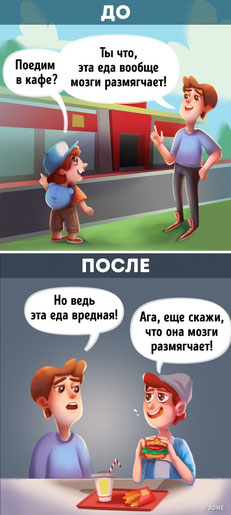 ДО
Поедим
в кафе?
Ты что,
эта еда вообще
мозги размягчает!
ПОСЛЕ
Но ведь
эта еда вредная!
Ага, еще скажи,
что она мозги
размягчает!
© ADME